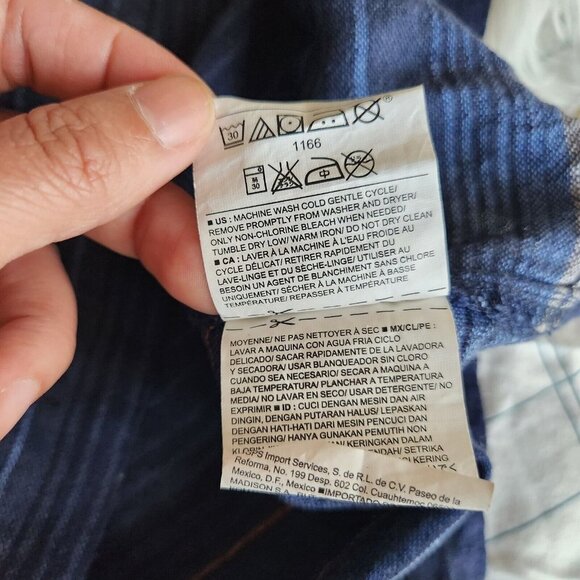 30
1166
M
30
■ US : MACHINE WASH COLD GENTLE CYCLE/
REMOVE PROMPTLY FROM WASHER AND DRYER/
ONLY NON-CHLORINE BLEACH WHEN NEEDED/
TUMBLE DRY LOW/ WARM IRON/ DO NOT DRY CLEAN
■ CA : LAVER À LA MACHINE À L'EAU FROIDE AU
CYCLE DÉLICAT/ RETIRER RAPIDEMENT DU
LAVE-LINGE ET DU SÈCHE-LINGE/ UTILISER AU
BESOIN UN AGENT DE BLANCHIMENT SANS CHLORE
UNIQUEMENT/ SÉCHER À LA MACHINE À BASSE
TEMPÉRATURE/ REPASSER À TEMPÉRATURE
MOYENNE/ NE PAS NETTOYER À SEC ■ MX/CL/PE :
LAVAR A MAQUINA CON AGUA FRIA CICLO
DELICADO/ SACAR RAPIDAMENTE DE LA LAVADORA
Y SECADORA/ USAR BLANQUEADOR SIN CLORO
CUANDO SEA NECESARIO/ SECAR A MAQUINA A
BAJA TEMPERATURA/ PLANCHAR A TEMPERATURA
MEDIA/ NO LAVAR EN SECO/ USAR DETERGENTE/ NO
EXPRIMIR ■ ID : CUCI DENGAN MESIN DAN AIR
DINGIN, DENGAN PUTARAN HALUS/ LEPASKAN
DENGAN HATI-HATI DARI MESIN PENCUCI DAN
PENGERING/ HANYA GUNAKAN PEMUTIH NON
KERINGKAN DALAM
SETRIKA
Import Services, S. de R.L. de C.V. Paseo de la
Reforma, No. 199 Desp. 602 Col. Cuauhtemoc
Mexico, D.F., Mexico ■IMPORTADO
MADISON S.A.